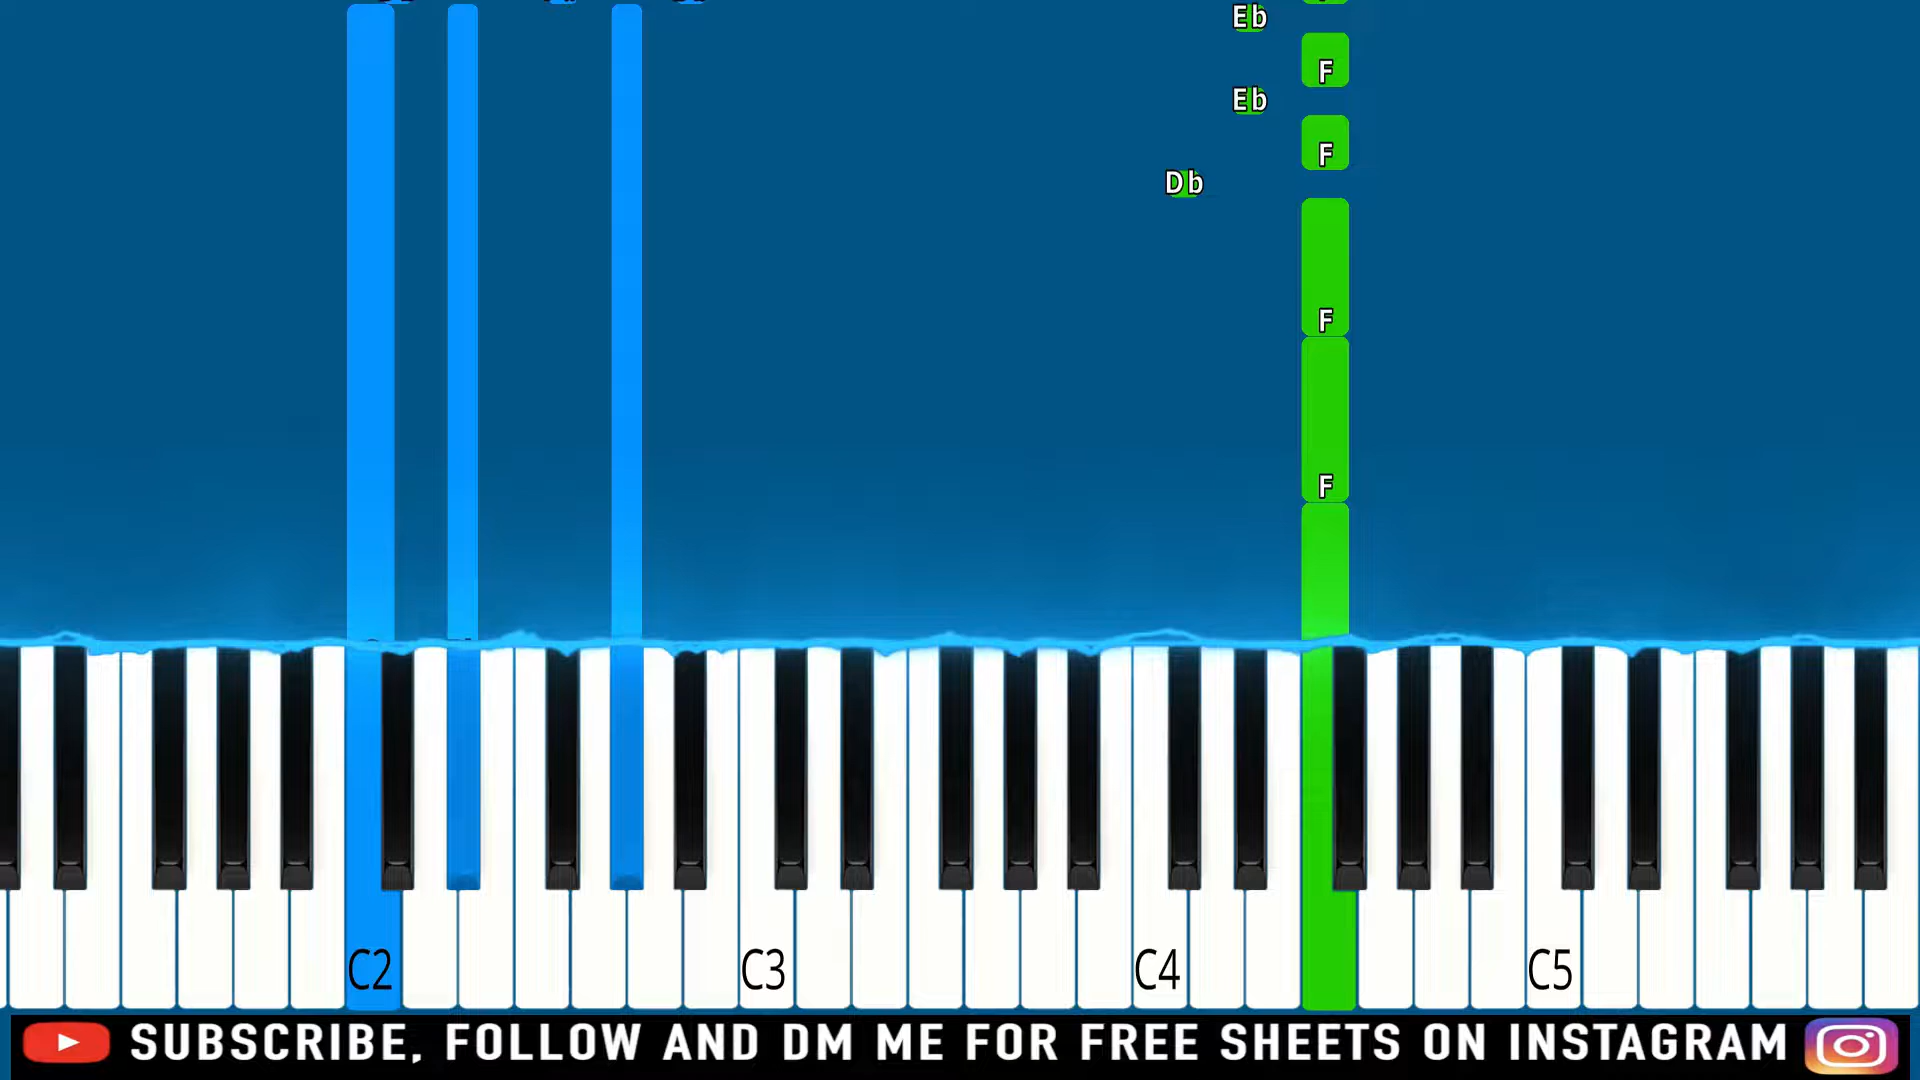 Eb
F
Eb
F
Db
F
F
C2 C3 C4 C5
SUBSCRIBE, FOLLOW AND DM ME FOR FREE SHEETS ON INSTAGRAM